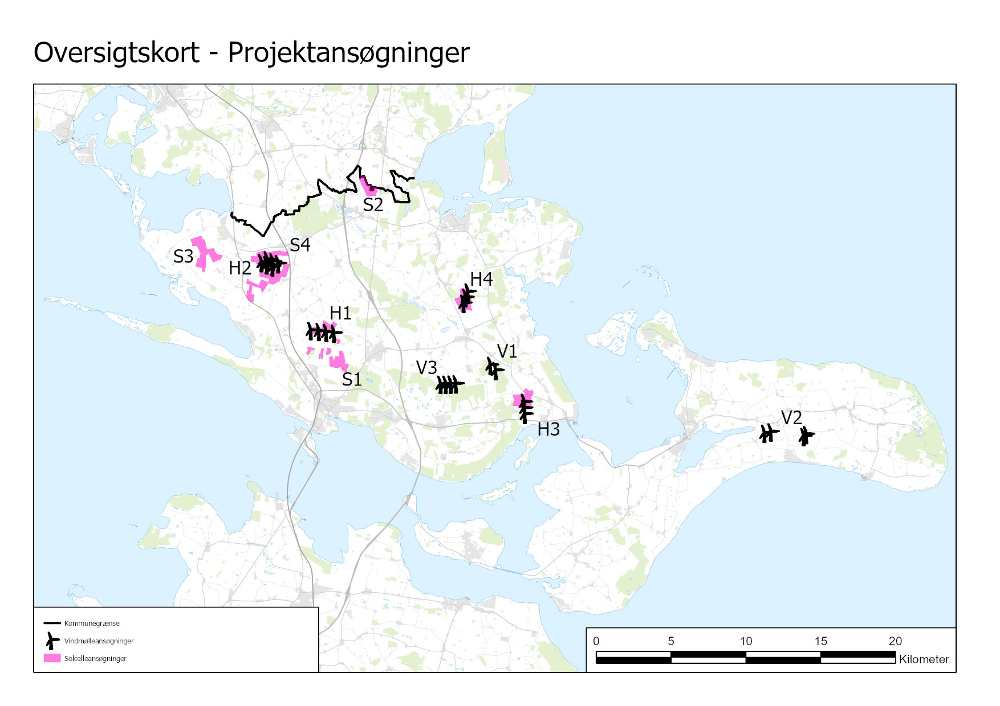 Oversigtskort - Projektansøgninger
S2
S4
S3
H2
H4
H1
V1
V3
S1
V2
H3
Kommunegrænse
Vindmølleansøgninger
Solcelleansøgninger
0 5 10 15 20
Kilometer